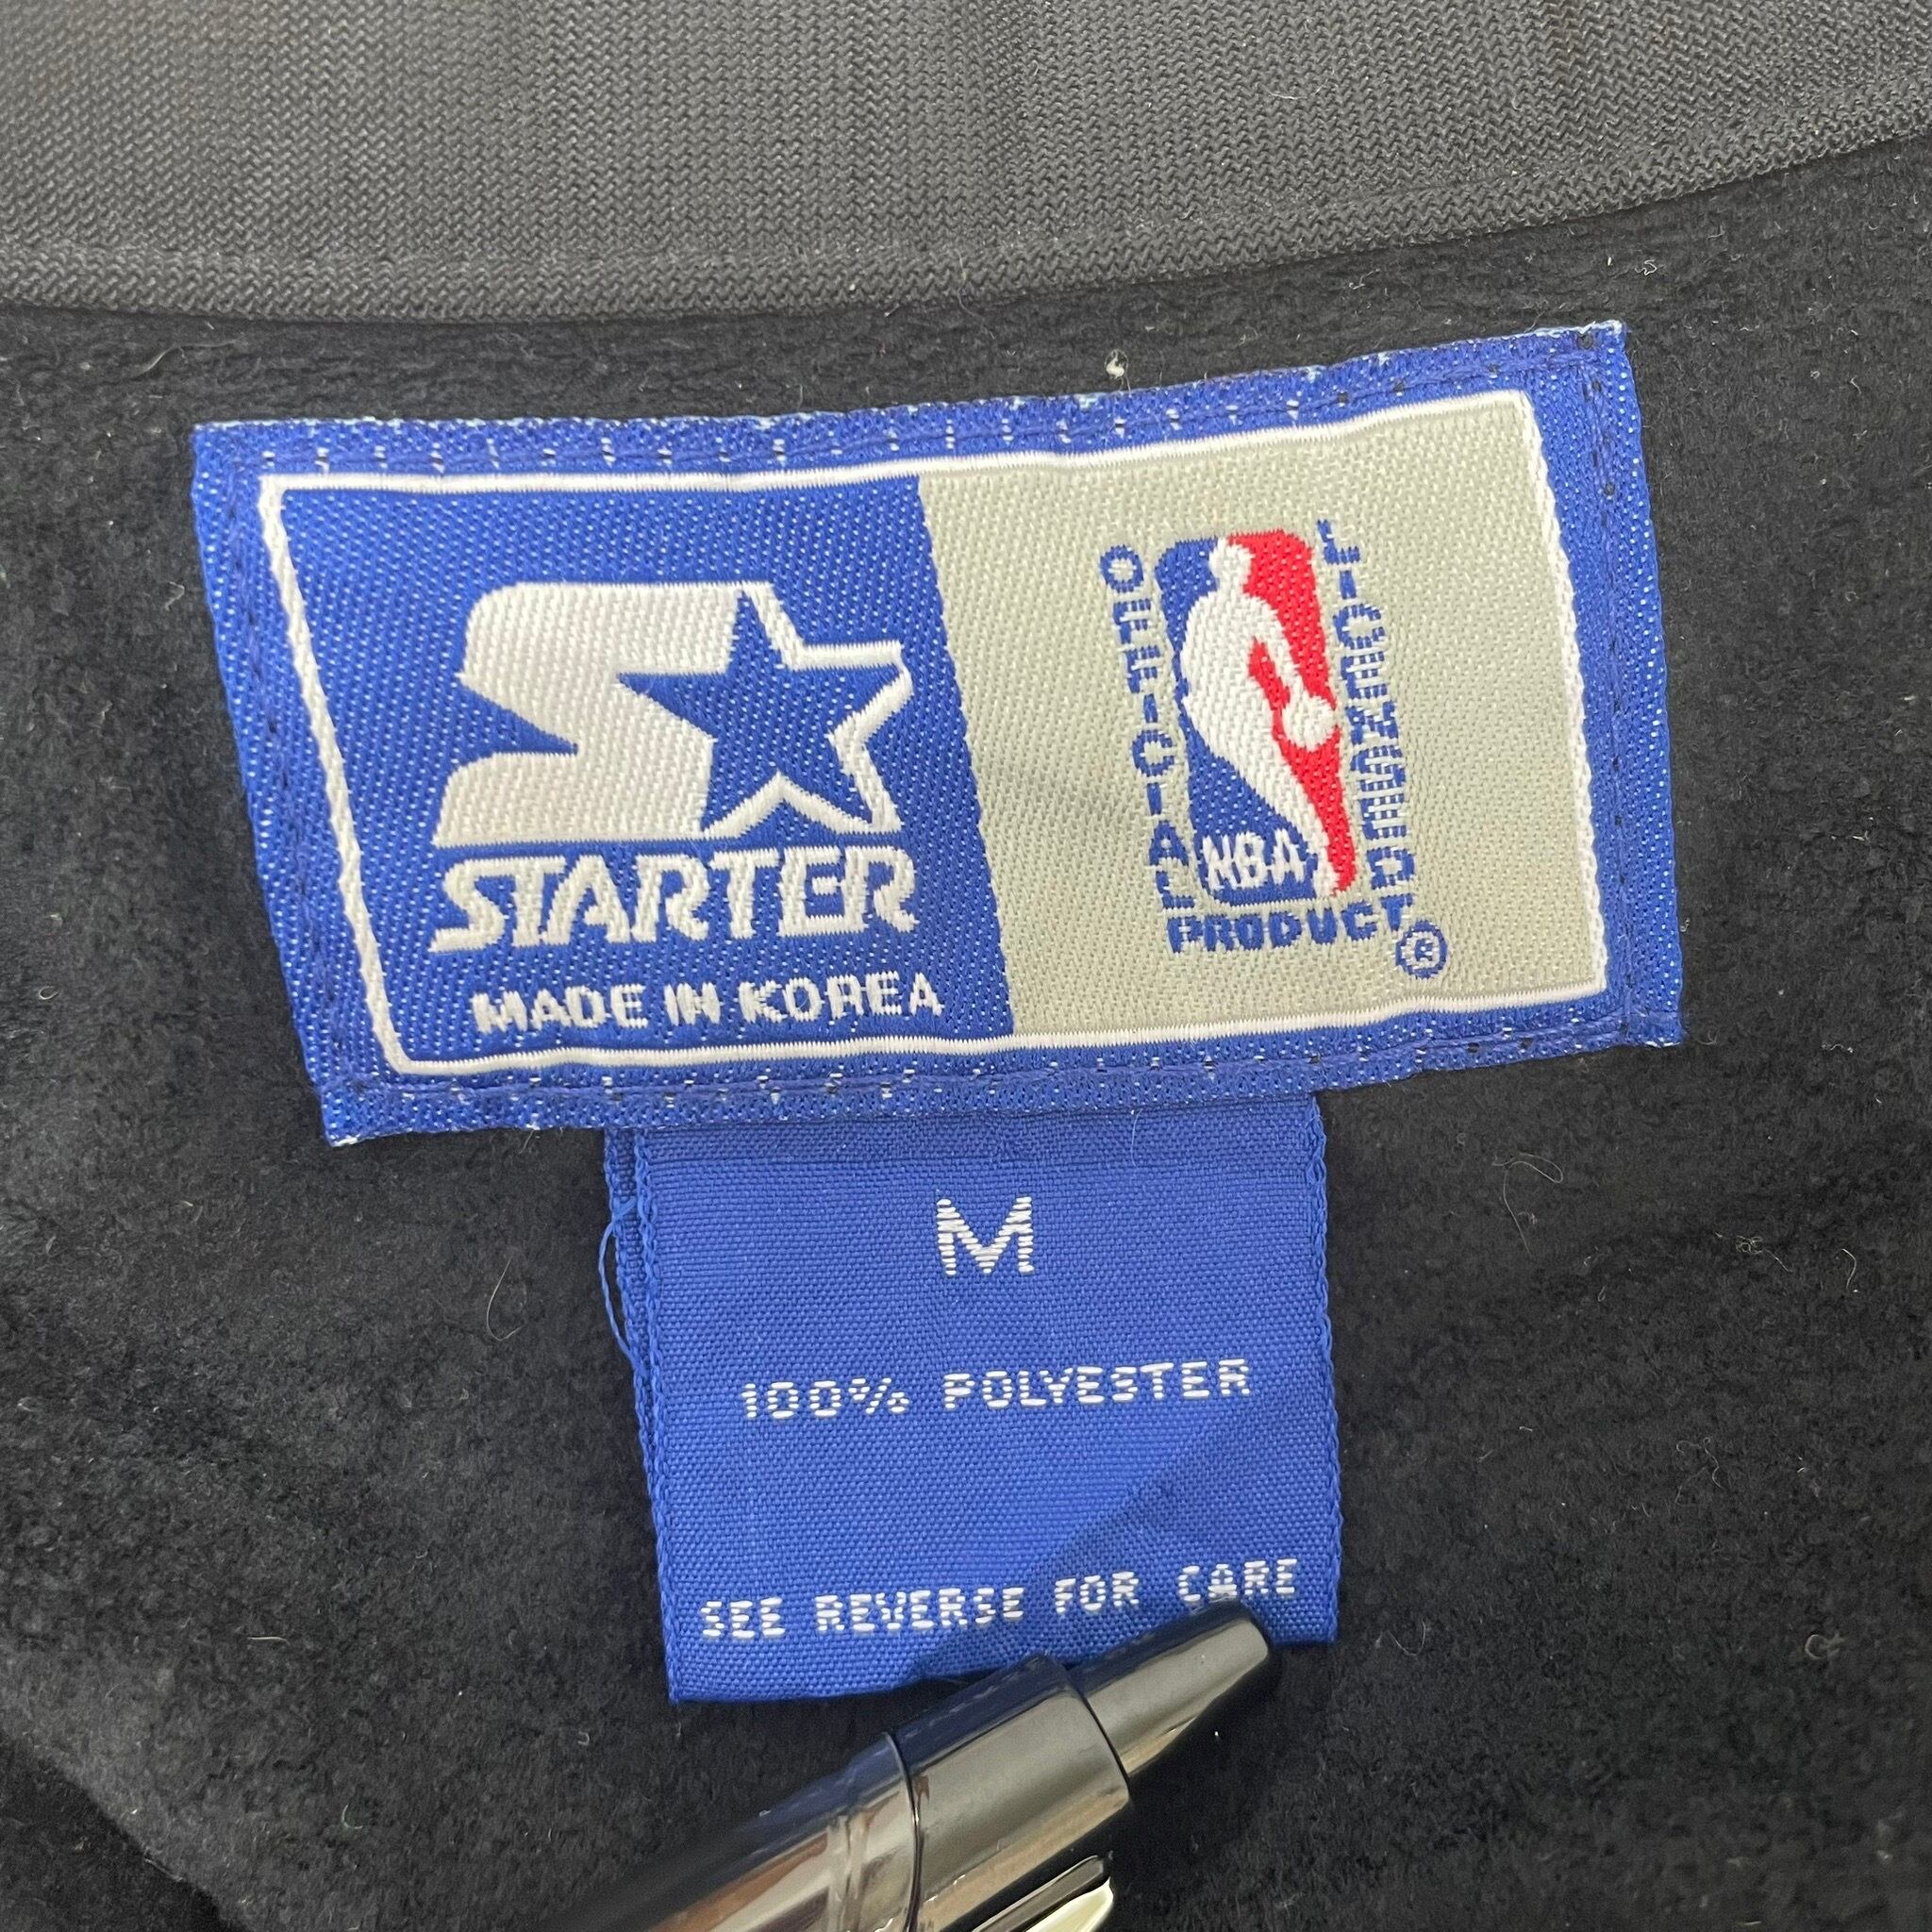 STARTER
MADE IN KOREA
OFFICIAL
LICENSED
NBA
PRODUCT®
M
100% POLYESTER
SEE REVERSE FOR CARE